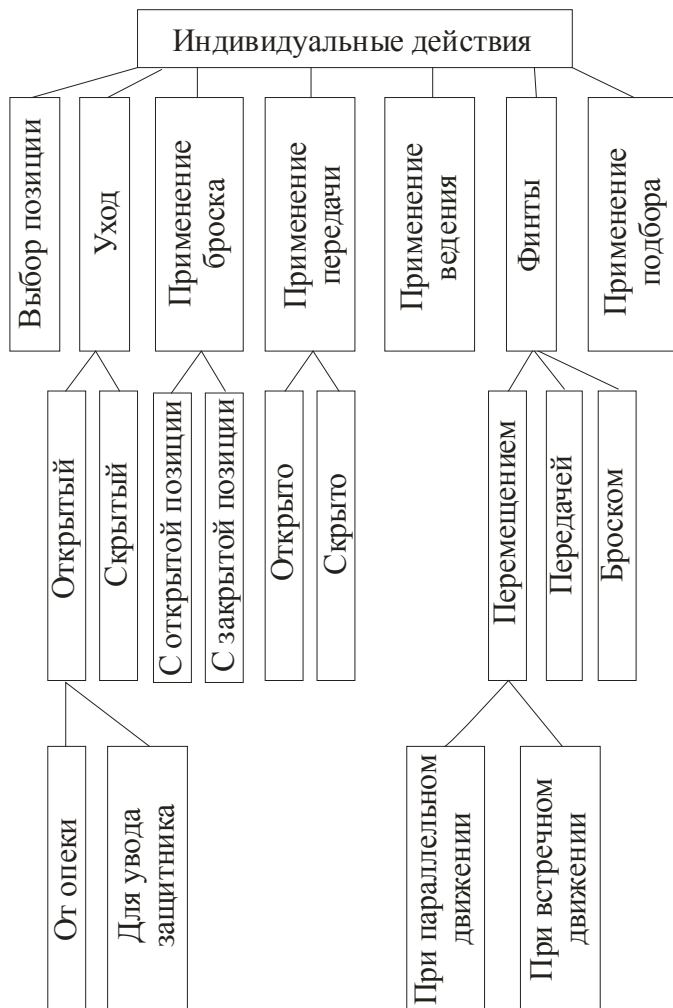 Индивидуальные действия
Выбор позиции
Уход
Применение
броска
Применение
передачи
Применение
ведения
Финты
Применение
подбора
Открытый
Скрытый
С открытой позиции
С закрытой позиции
Открыто
Скрыто
Перемещением
Передачей
Броском
От опеки
Для увода
защитника
При параллельном
движении
При встречном
движении